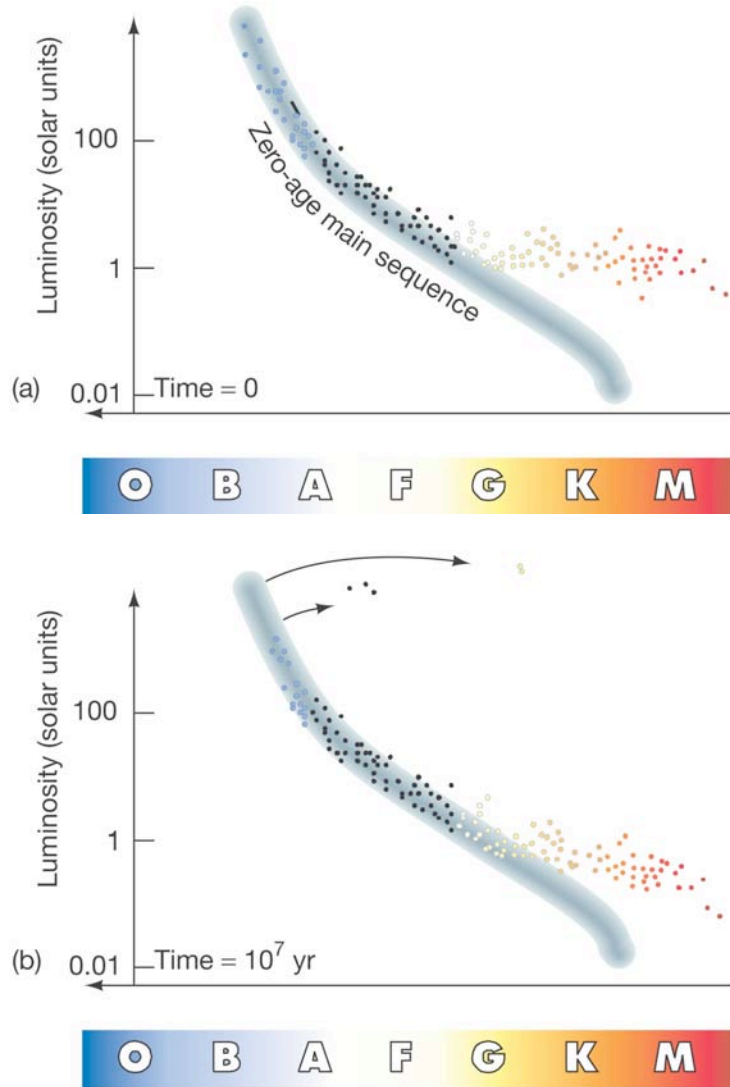 Luminosity (solar units)
100
1
0.01
Zero-age main sequence
(a)
Time = 0
O B A F G K M
Luminosity (solar units)
100
1
0.01
(b)
Time = 10⁷ yr
O B A F G K M